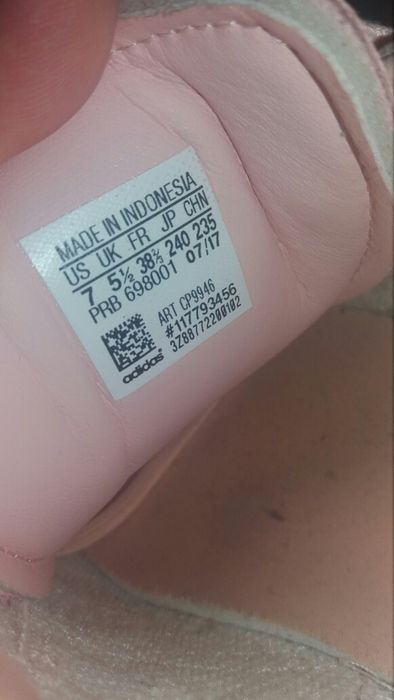 MADE IN INDONESIA
US UK FR JP CHN
7 5½ 38⅔ 240 235
PRB 698001 07/17
ART CP9946
#117793456
3Z88772200102
adidas